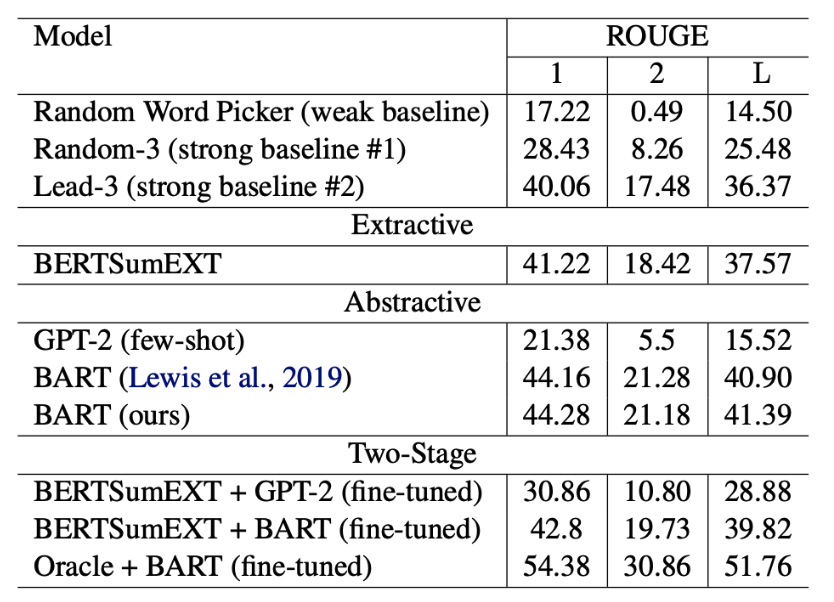 Model ROUGE
1 2 L
Random Word Picker (weak baseline) 17.22 0.49 14.50
Random-3 (strong baseline #1) 28.43 8.26 25.48
Lead-3 (strong baseline #2) 40.06 17.48 36.37
Extractive
BERTSumEXT 41.22 18.42 37.57
Abstractive
GPT-2 (few-shot) 21.38 5.5 15.52
BART (Lewis et al., 2019) 44.16 21.28 40.90
BART (ours) 44.28 21.18 41.39
Two-Stage
BERTSumEXT + GPT-2 (fine-tuned) 30.86 10.80 28.88
BERTSumEXT + BART (fine-tuned) 42.8 19.73 39.82
Oracle + BART (fine-tuned) 54.38 30.86 51.76